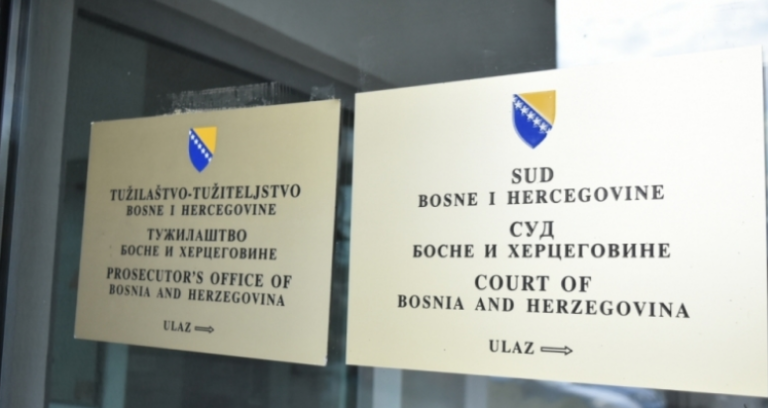 TUŽILAŠTVO-TUŽITELJSTVO
BOSNE I HERCEGOVINE
ТУЖИЛАШТВО
БОСНЕ И ХЕРЦЕГОВИНЕ
PROSECUTOR'S OFFICE OF
BOSNIA AND HERZEGOVINA
ULAZ ⇒
SUD
BOSNE I HERCEGOVINE
СУД
БОСНЕ И ХЕРЦЕГОВИНЕ
COURT OF
BOSNIA AND HERZEGOVINA
ULAZ ⇒